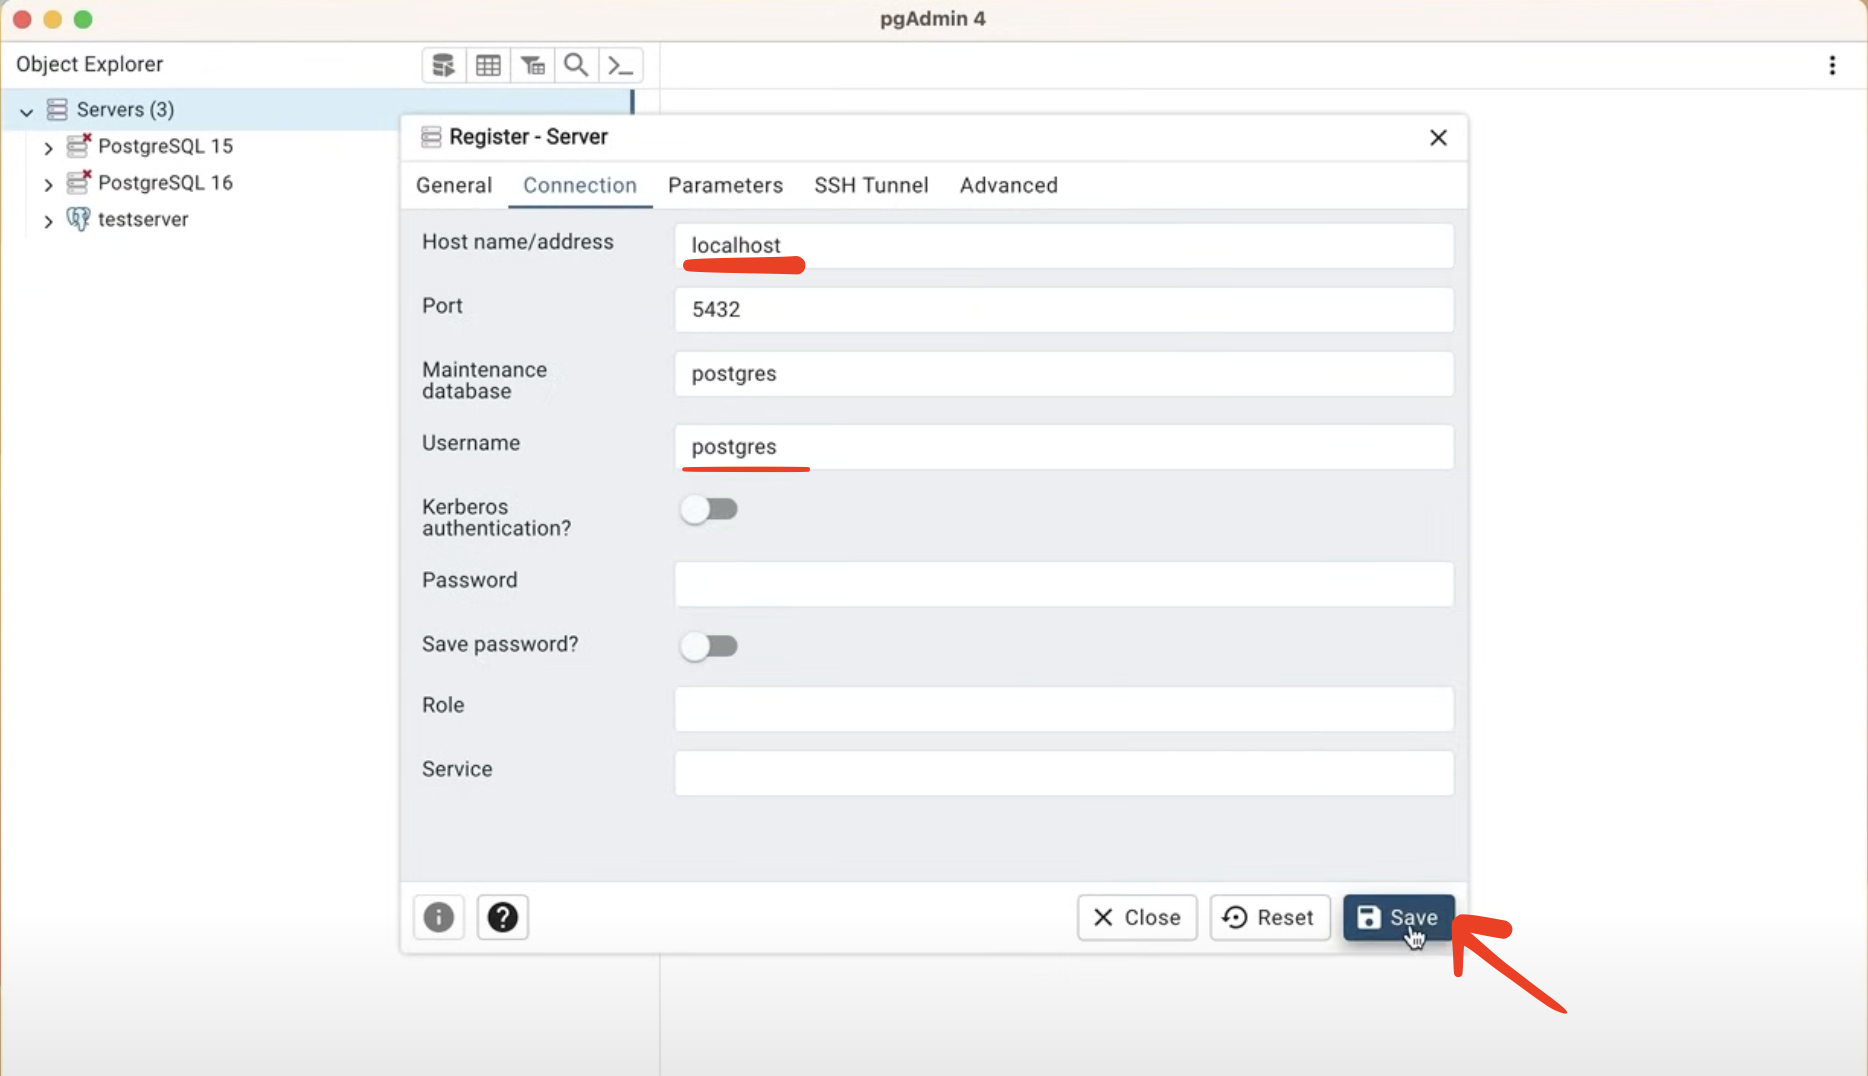 pgAdmin 4
Object Explorer
Servers (3)
PostgreSQL 15
PostgreSQL 16
testserver
Register - Server
General Connection Parameters SSH Tunnel Advanced
Host name/address localhost
Port 5432
Maintenance
database
postgres
Username postgres
Kerberos
authentication?
Password
Save password?
Role
Service
Close Reset Save